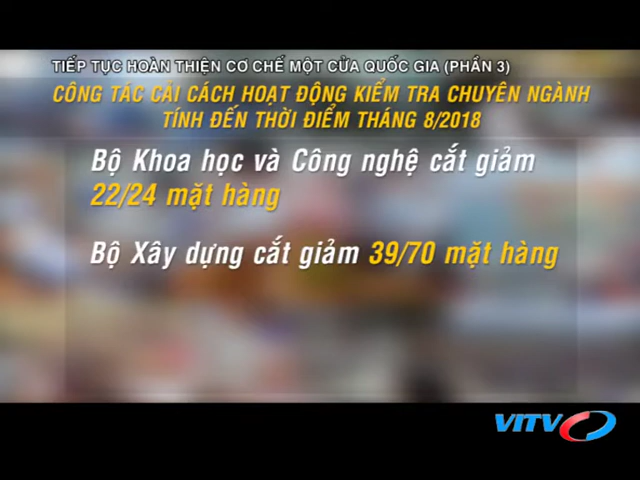 TIẾP TỤC HOÀN THIỆN CƠ CHẾ MỘT CỬA QUỐC GIA (PHẦN 3)
CÔNG TÁC CẢI CÁCH HOẠT ĐỘNG KIỂM TRA CHUYÊN NGÀNH
TÍNH ĐẾN THỜI ĐIỂM THÁNG 8/2018
Bộ Khoa học và Công nghệ cắt giảm
22/24 mặt hàng
Bộ Xây dựng cắt giảm 39/70 mặt hàng
VITV